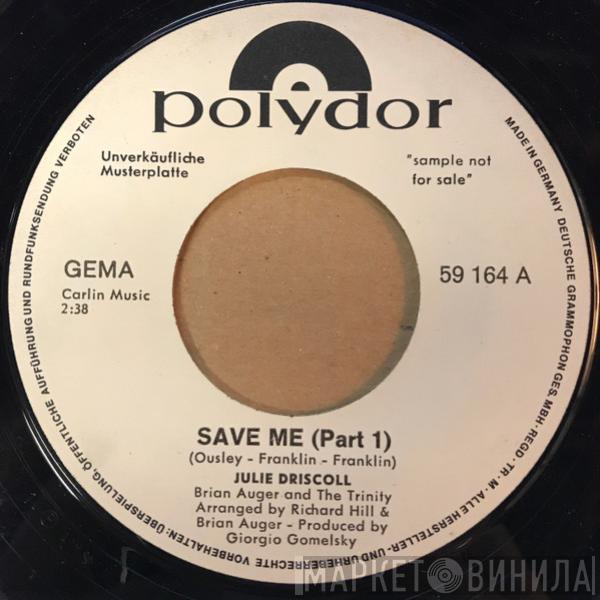 polydor
Unverkäufliche
Musterplatte
"sample not
for sale"
GEMA
Carlin Music
2:38
59 164 A
SAVE ME (Part 1)
(Ousley - Franklin - Franklin)
JULIE DRISCOLL
Brian Auger and The Trinity
Arranged by Richard Hill &
Brian Auger - Produced by
Giorgio Gomelsky
MADE IN GERMANY DEUTSCHE GRAMMOPHON GES. MBH · REGD · TR · M · ALLE HERSTELLER- UND URHEBERRECHTE VORBEHALTEN: ÜBERSPIELUNG, ÖFFENTLICHE AUFFÜHRUNG UND RUNDFUNKSENDUNG VERBOTEN
МАРКЕТ ВИНИЛА